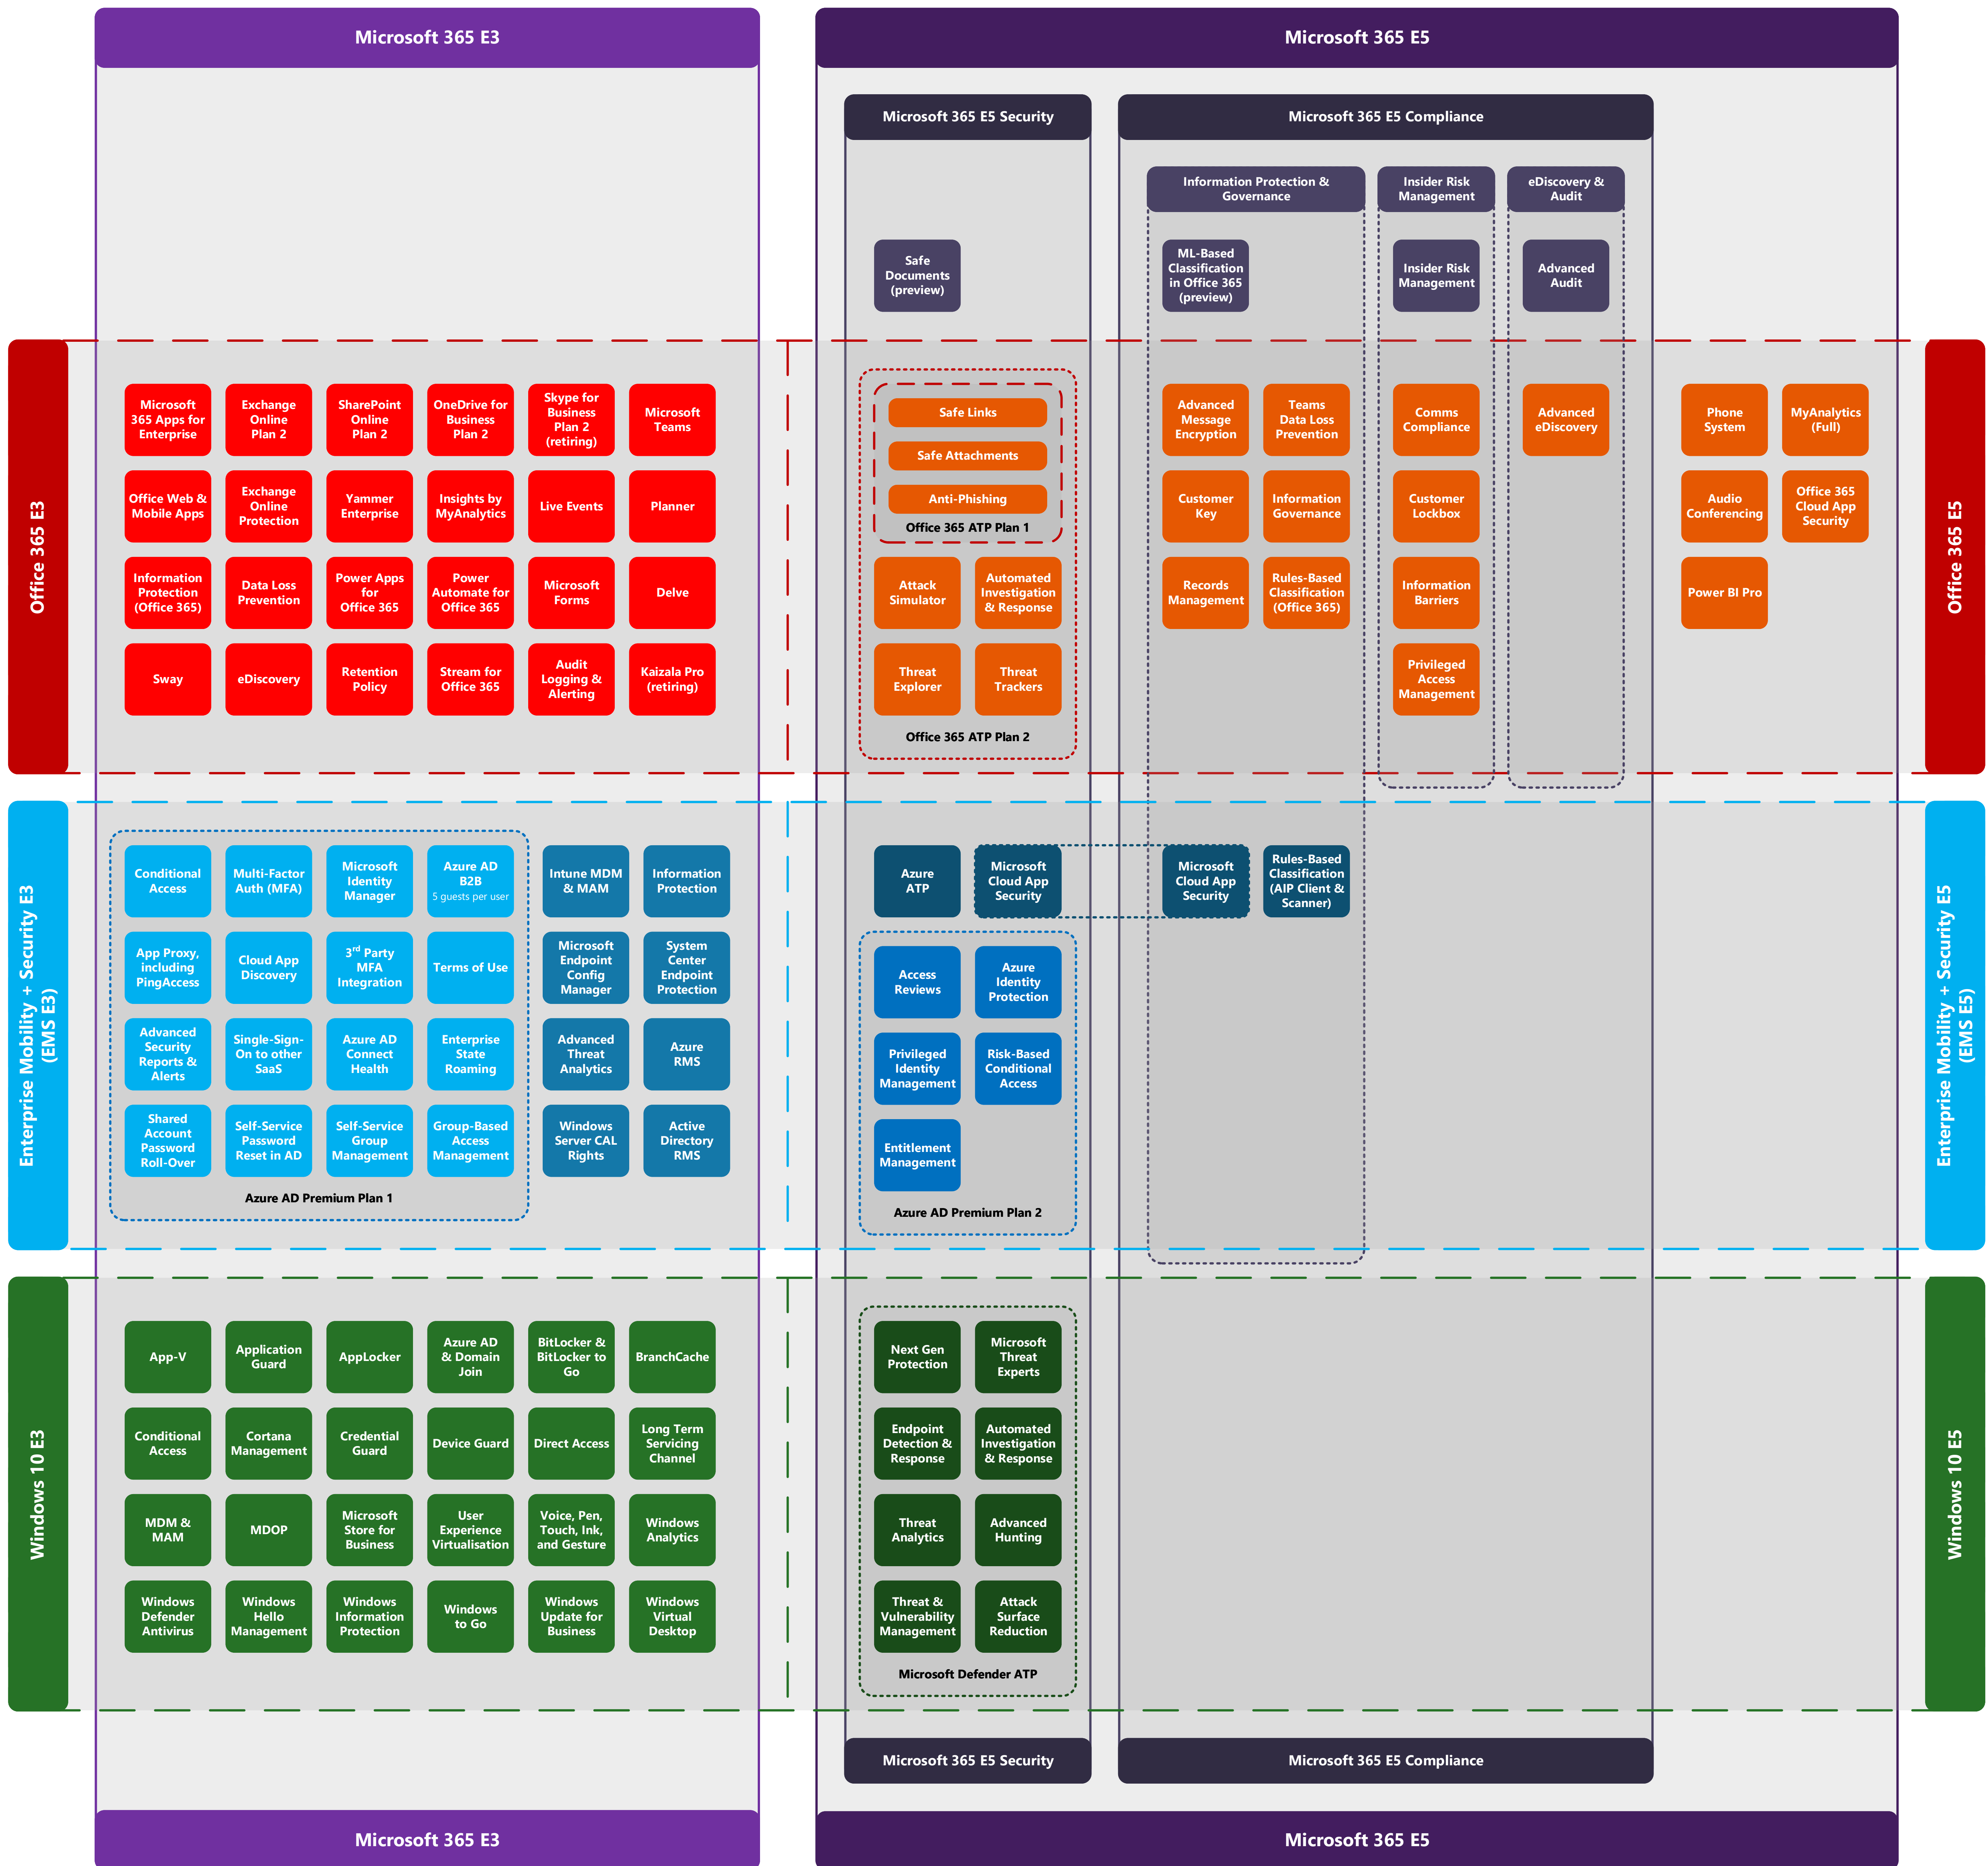 Microsoft 365 E3
Microsoft 365 E5
Microsoft 365 E5 Security
Microsoft 365 E5 Compliance
Information Protection &
Governance
Insider Risk
Management
eDiscovery &
Audit
Safe
Documents
(preview)
ML-Based
Classification
in Office 365
(preview)
Insider Risk
Management
Advanced
Audit
Office 365 E3
Microsoft
365 Apps for
Enterprise
Exchange
Online
Plan 2
SharePoint
Online
Plan 2
OneDrive for
Business
Plan 2
Skype for
Business
Plan 2
(retiring)
Microsoft
Teams
Office Web &
Mobile Apps
Exchange
Online
Protection
Yammer
Enterprise
Insights by
MyAnalytics
Live Events
Planner
Information
Protection
(Office 365)
Data Loss
Prevention
Power Apps
for
Office 365
Power
Automate for
Office 365
Microsoft
Forms
Delve
Sway
eDiscovery
Retention
Policy
Stream for
Office 365
Audit
Logging &
Alerting
Kaizala Pro
(retiring)
Safe Links
Safe Attachments
Anti-Phishing
Office 365 ATP Plan 1
Attack
Simulator
Automated
Investigation
& Response
Threat
Explorer
Threat
Trackers
Office 365 ATP Plan 2
Advanced
Message
Encryption
Teams
Data Loss
Prevention
Customer
Key
Information
Governance
Records
Management
Rules-Based
Classification
(Office 365)
Comms
Compliance
Customer
Lockbox
Information
Barriers
Privileged
Access
Management
Advanced
eDiscovery
Phone
System
MyAnalytics
(Full)
Audio
Conferencing
Office 365
Cloud App
Security
Power BI Pro
Office 365 E5
Enterprise Mobility + Security E3
(EMS E3)
Conditional
Access
Multi-Factor
Auth (MFA)
Microsoft
Identity
Manager
Azure AD
B2B
5 guests per user
Intune MDM
& MAM
Information
Protection
App Proxy,
including
PingAccess
Cloud App
Discovery
3rd Party
MFA
Integration
Terms of Use
Microsoft
Endpoint
Config
Manager
System
Center
Endpoint
Protection
Advanced
Security
Reports &
Alerts
Single-Sign-
On to other
SaaS
Azure AD
Connect
Health
Enterprise
State
Roaming
Advanced
Threat
Analytics
Azure
RMS
Shared
Account
Password
Roll-Over
Self-Service
Password
Reset in AD
Self-Service
Group
Management
Group-Based
Access
Management
Windows
Server CAL
Rights
Active
Directory
RMS
Azure AD Premium Plan 1
Azure
ATP
Microsoft
Cloud App
Security
Microsoft
Cloud App
Security
Rules-Based
Classification
(AIP Client &
Scanner)
Access
Reviews
Azure
Identity
Protection
Privileged
Identity
Management
Risk-Based
Conditional
Access
Entitlement
Management
Azure AD Premium Plan 2
Enterprise Mobility + Security E5
(EMS E5)
Windows 10 E3
App-V
Application
Guard
AppLocker
Azure AD
& Domain
Join
BitLocker &
BitLocker to
Go
BranchCache
Conditional
Access
Cortana
Management
Credential
Guard
Device Guard
Direct Access
Long Term
Servicing
Channel
MDM &
MAM
MDOP
Microsoft
Store for
Business
User
Experience
Virtualisation
Voice, Pen,
Touch, Ink,
and Gesture
Windows
Analytics
Windows
Defender
Antivirus
Windows
Hello
Management
Windows
Information
Protection
Windows
to Go
Windows
Update for
Business
Windows
Virtual
Desktop
Next Gen
Protection
Microsoft
Threat
Experts
Endpoint
Detection &
Response
Automated
Investigation
& Response
Threat
Analytics
Advanced
Hunting
Threat &
Vulnerability
Management
Attack
Surface
Reduction
Microsoft Defender ATP
Windows 10 E5
Microsoft 365 E5 Security
Microsoft 365 E5 Compliance
Microsoft 365 E3
Microsoft 365 E5